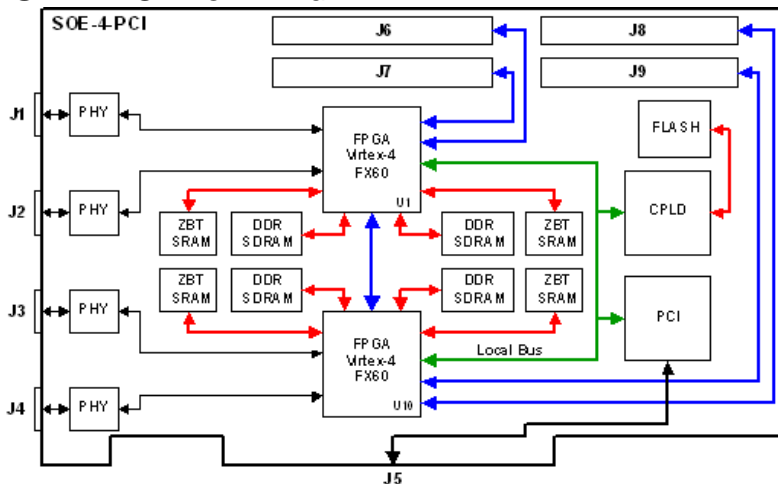 SOE-4-PCI
J6
J8
J7
J9
J1
PHY
FPGA
Virtex-4
FX60
U1
FLASH
J2
PHY
CPLD
ZBT
SRAM
DDR
SDRAM
DDR
SDRAM
ZBT
SRAM
ZBT
SRAM
DDR
SDRAM
DDR
SDRAM
ZBT
SRAM
J3
PHY
PCI
FPGA
Virtex-4
FX60
U10
Local Bus
J4
PHY
J5